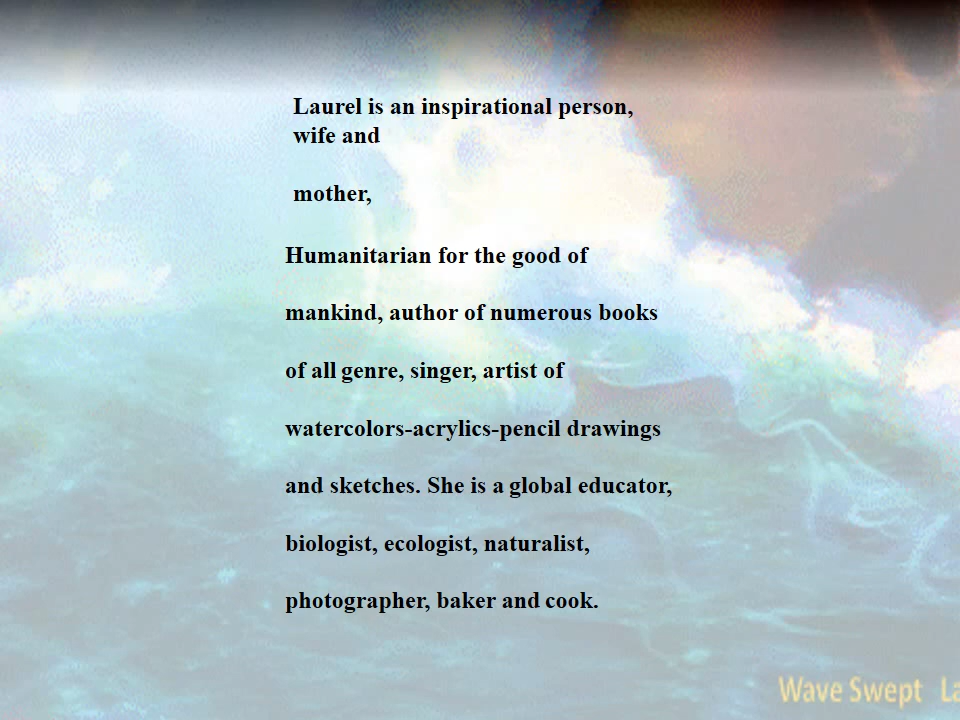 Laurel is an inspirational person,
wife and
mother,
Humanitarian for the good of
mankind, author of numerous books
of all genre, singer, artist of
watercolors-acrylics-pencil drawings
and sketches. She is a global educator,
biologist, ecologist, naturalist,
photographer, baker and cook.
Wave Swept La